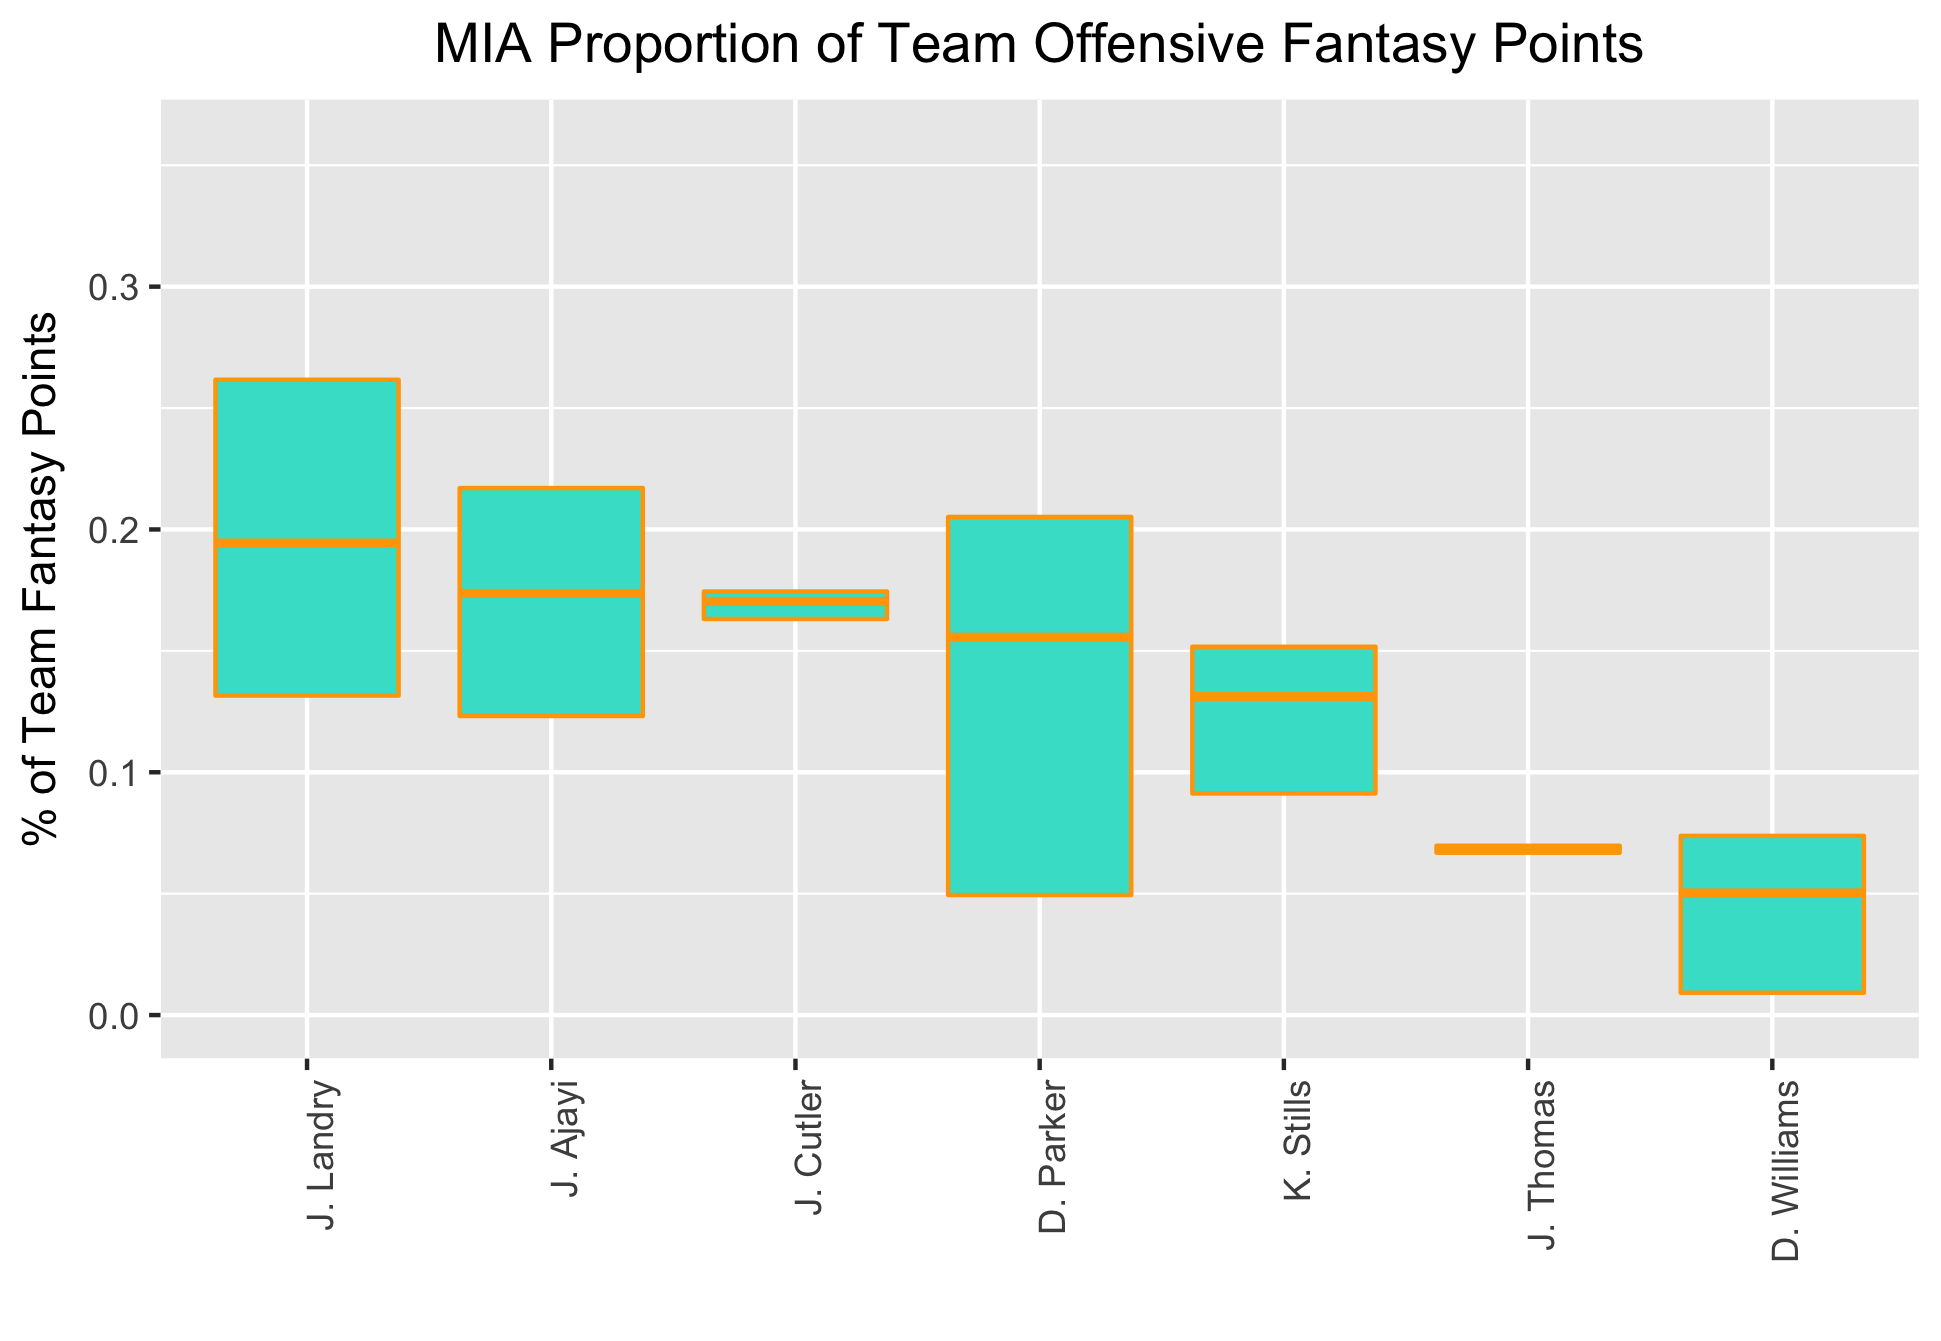 MIA Proportion of Team Offensive Fantasy Points
% of Team Fantasy Points
0.3
0.2
0.1
0.0
J. Landry
J. Ajayi
J. Cutler
D. Parker
K. Stills
J. Thomas
D. Williams